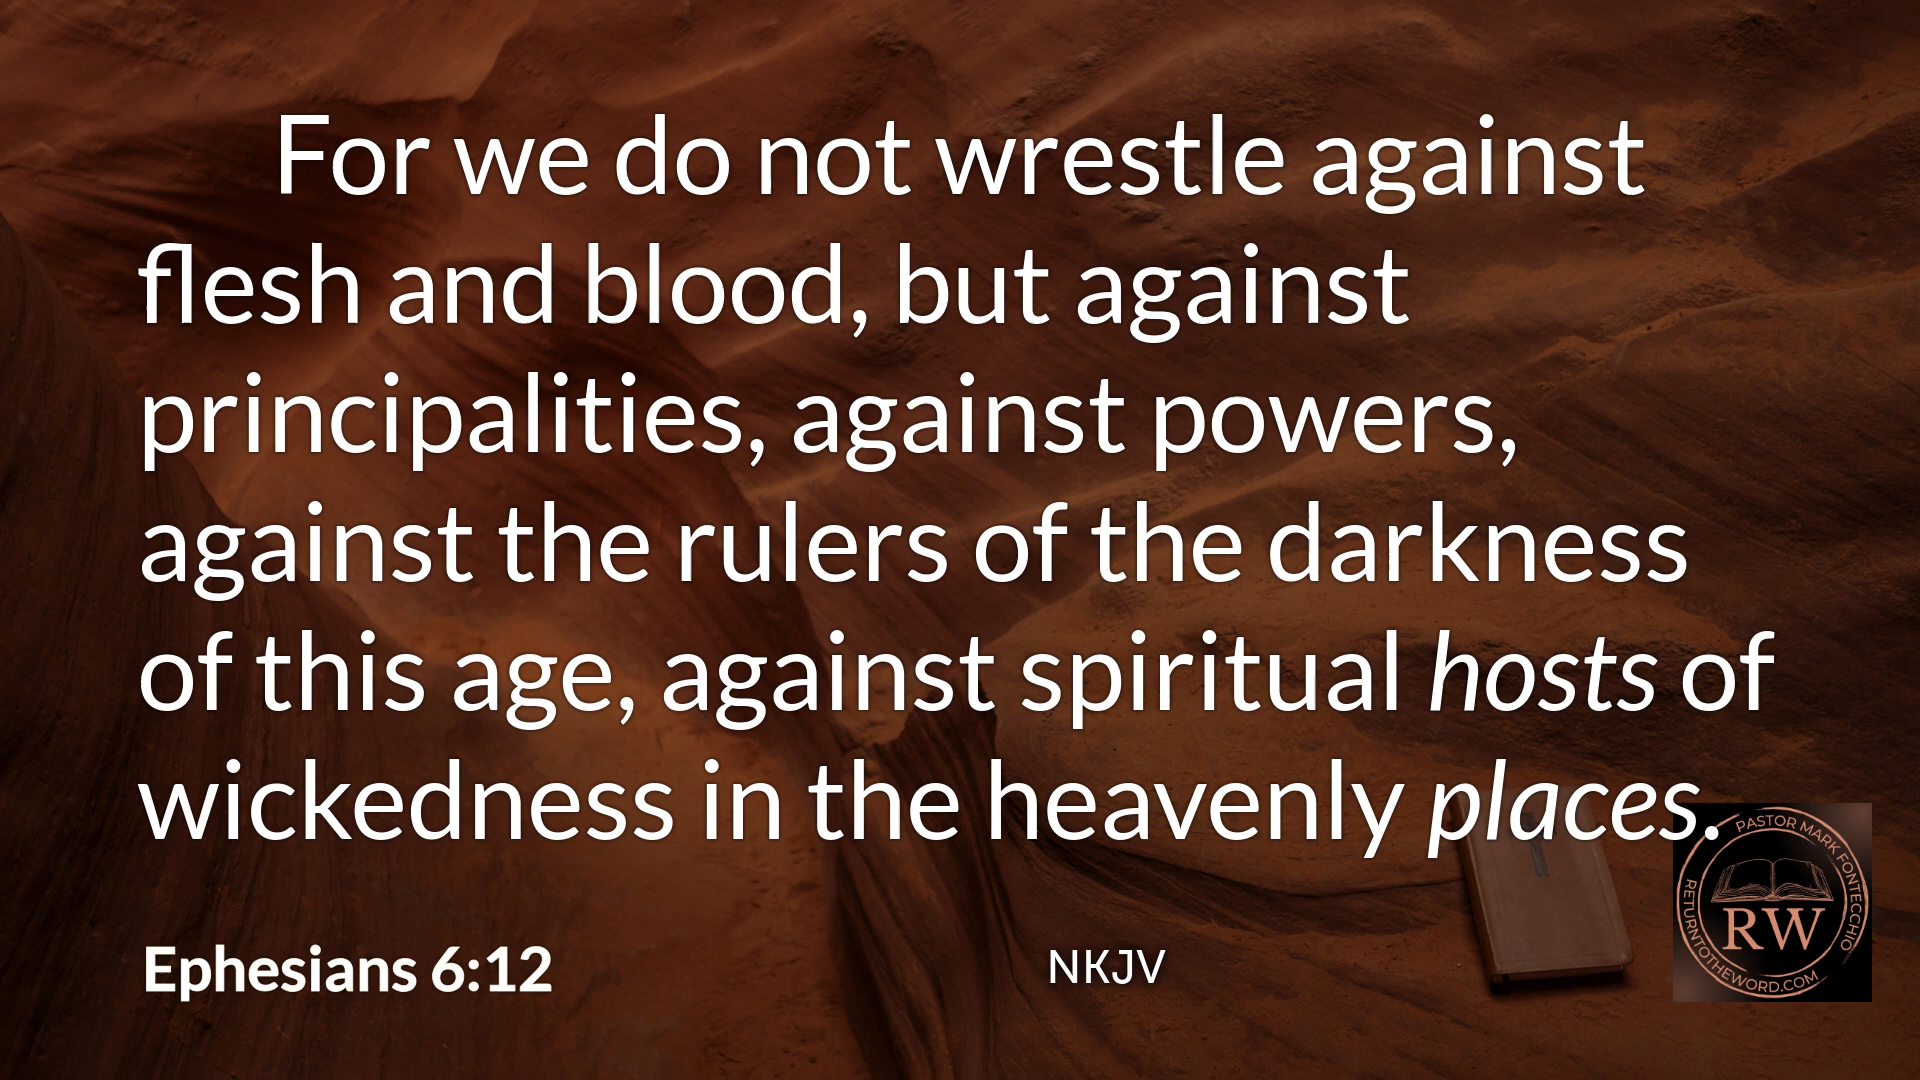 For we do not wrestle against
flesh and blood, but against
principalities, against powers,
against the rulers of the darkness
of this age, against spiritual hosts of
wickedness in the heavenly places.
Ephesians 6:12
NKJV
PASTOR MARK FONTECCHIO
RW
RETURNTOTHEWORD.COM